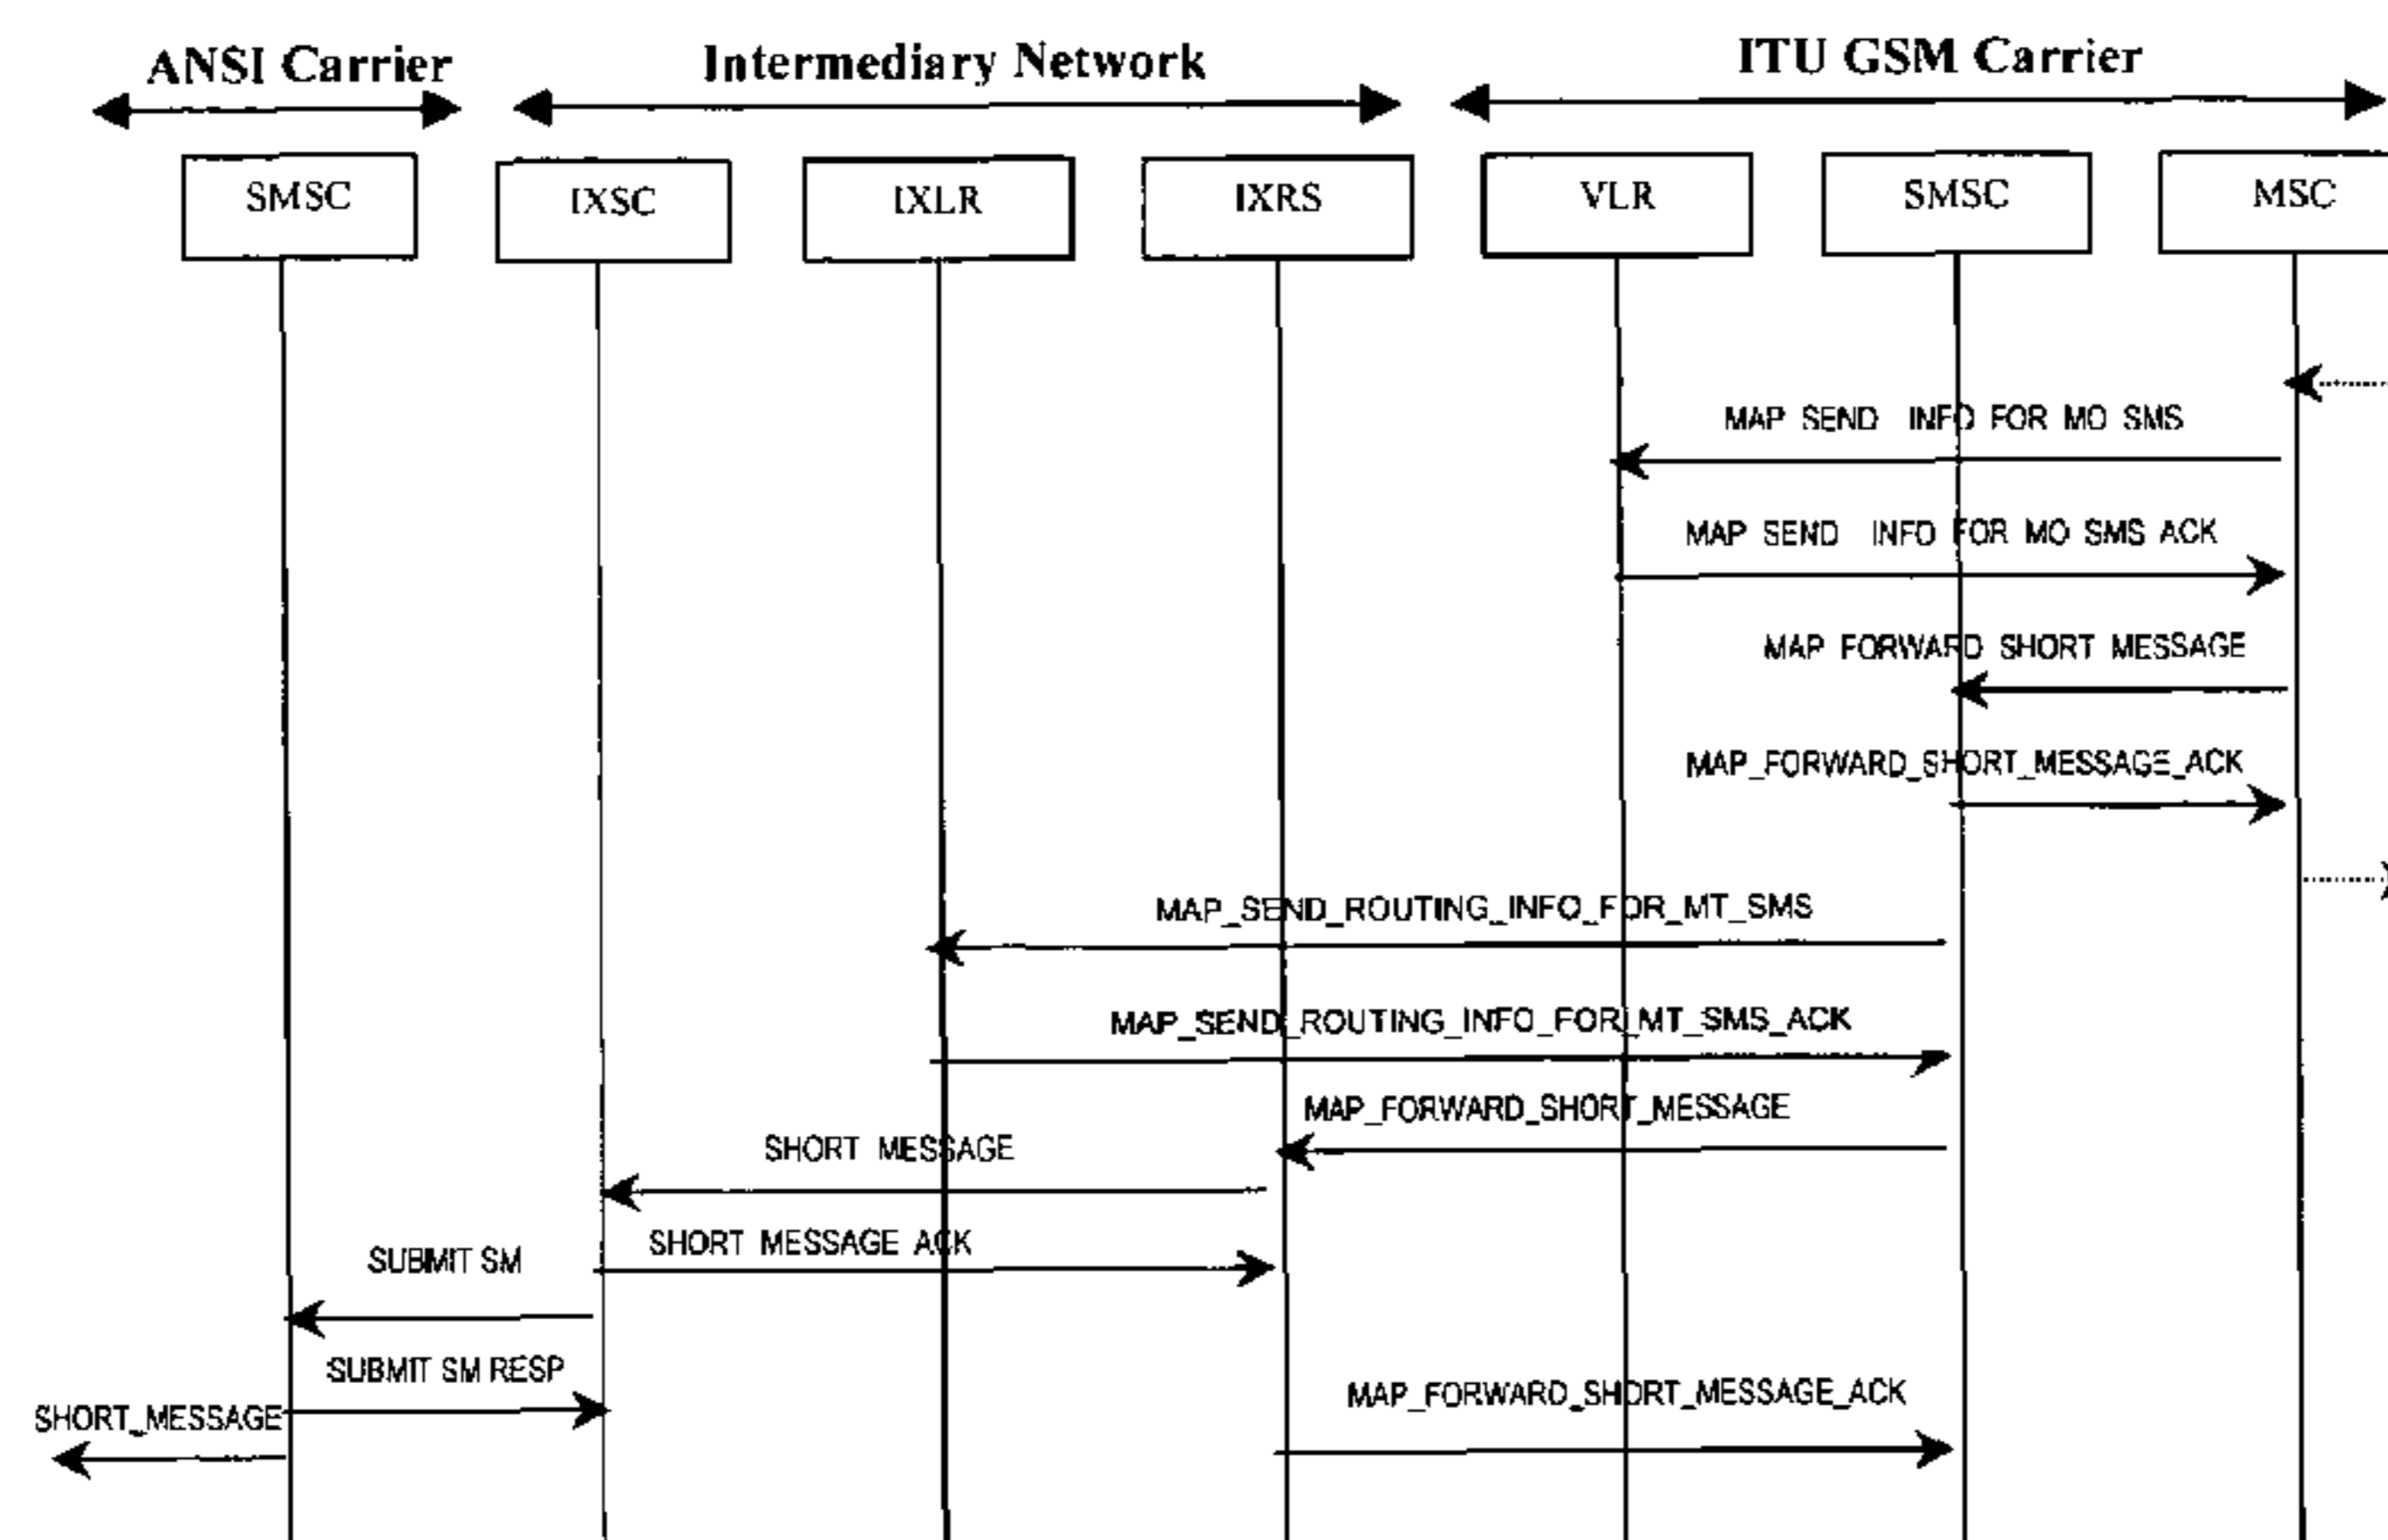 ANSI Carrier
Intermediary Network
ITU GSM Carrier
SMSC
IXSC
IXLR
IXRS
VLR
SMSC
MSC
MAP SEND INFO FOR MO SMS
MAP SEND INFO FOR MO SMS ACK
MAP FORWARD SHORT MESSAGE
MAP_FORWARD_SHORT_MESSAGE_ACK
MAP_SEND_ROUTING_INFO_FOR_MT_SMS
MAP_SEND_ROUTING_INFO_FOR_MT_SMS_ACK
MAP_FORWARD_SHORT_MESSAGE
SHORT MESSAGE
SHORT MESSAGE ACK
SUBMIT SM
SUBMIT SM RESP
MAP_FORWARD_SHORT_MESSAGE_ACK
SHORT_MESSAGE